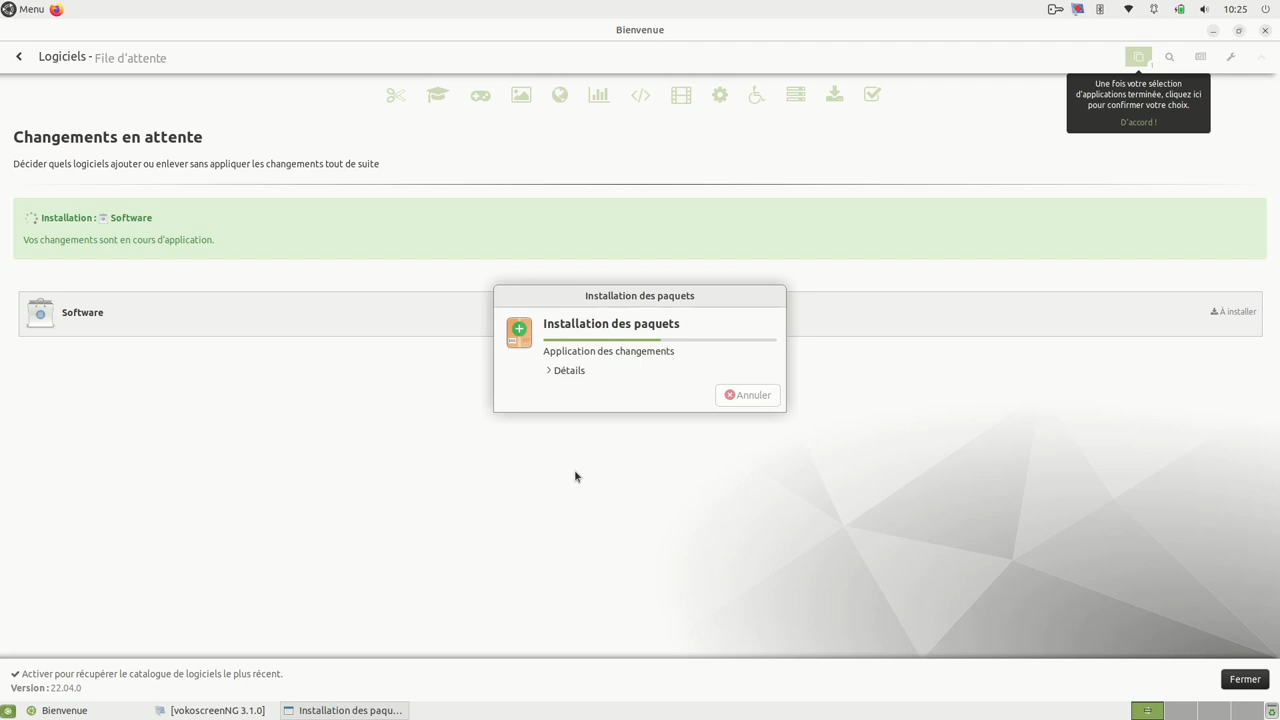 Menu
10:25
Bienvenue
Logiciels - File d'attente
1
Une fois votre sélection
d'applications terminée, cliquez ici
pour confirmer votre choix.
D'accord !
Changements en attente
Décider quels logiciels ajouter ou enlever sans appliquer les changements tout de suite
Installation : Software
Vos changements sont en cours d'application.
Software
À installer
Installation des paquets
Installation des paquets
Application des changements
Détails
Annuler
Activer pour récupérer le catalogue de logiciels le plus récent.
Version : 22.04.0
Fermer
Bienvenue
[vokoscreenNG 3.1.0]
Installation des paqu...